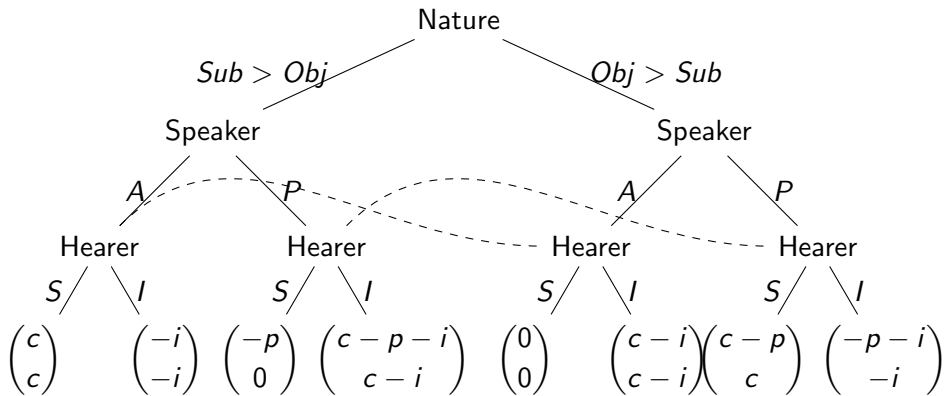 Nature
Sub > Obj Obj > Sub
Speaker Speaker
A P A P
Hearer Hearer Hearer Hearer
S I S I S I S I
(c (−i (−p (c − p − i (0 (c − i (c − p (−p − i
c) −i) 0) c − i) 0) c − i) c) −i)